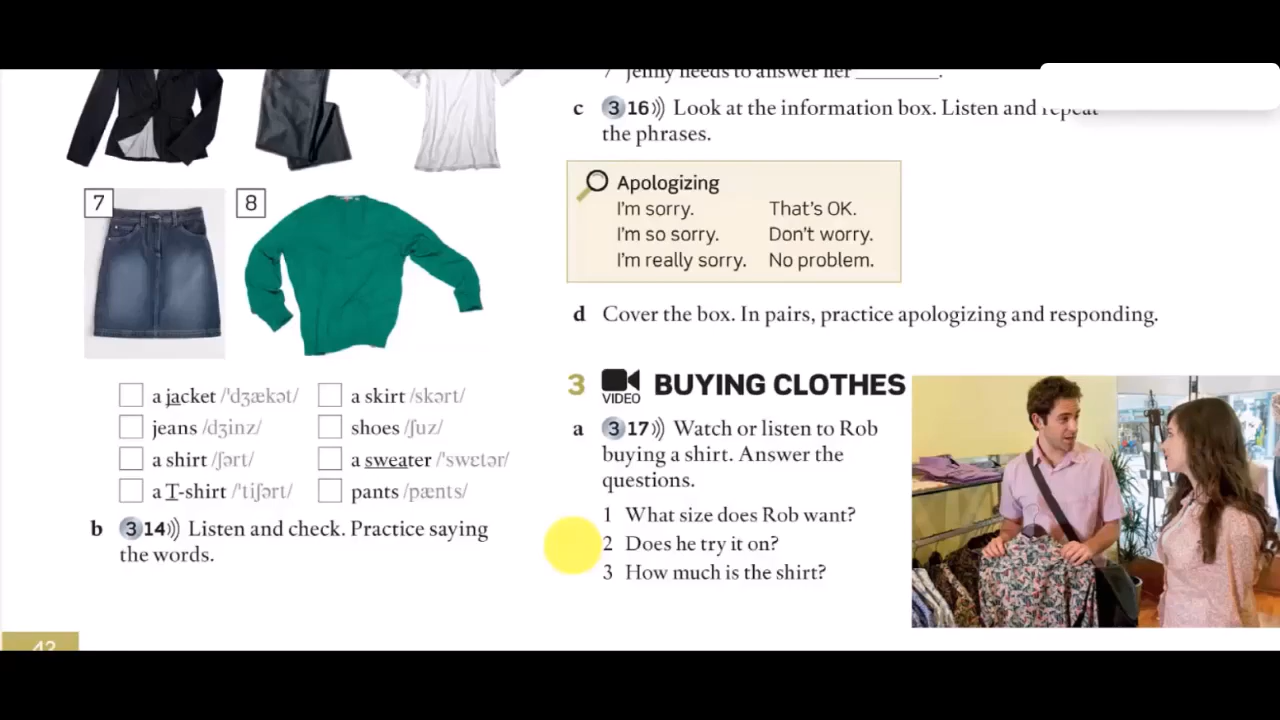 7
8
a jacket /ˈdʒækət/
jeans /dʒinz/
a shirt /ʃərt/
a T-shirt /ˈtiʃərt/
a skirt /skərt/
shoes /ʃuz/
a sweater /ˈswɛtər/
pants /pænts/
b 3 14 Listen and check. Practice saying
the words.
42
7 Jenny needs to answer her ________.
c 3 16 Look at the information box. Listen and repeat
the phrases.
Apologizing
I'm sorry. That's OK.
I'm so sorry. Don't worry.
I'm really sorry. No problem.
d Cover the box. In pairs, practice apologizing and responding.
3 VIDEO BUYING CLOTHES
a 3 17 Watch or listen to Rob
buying a shirt. Answer the
questions.
1 What size does Rob want?
2 Does he try it on?
3 How much is the shirt?